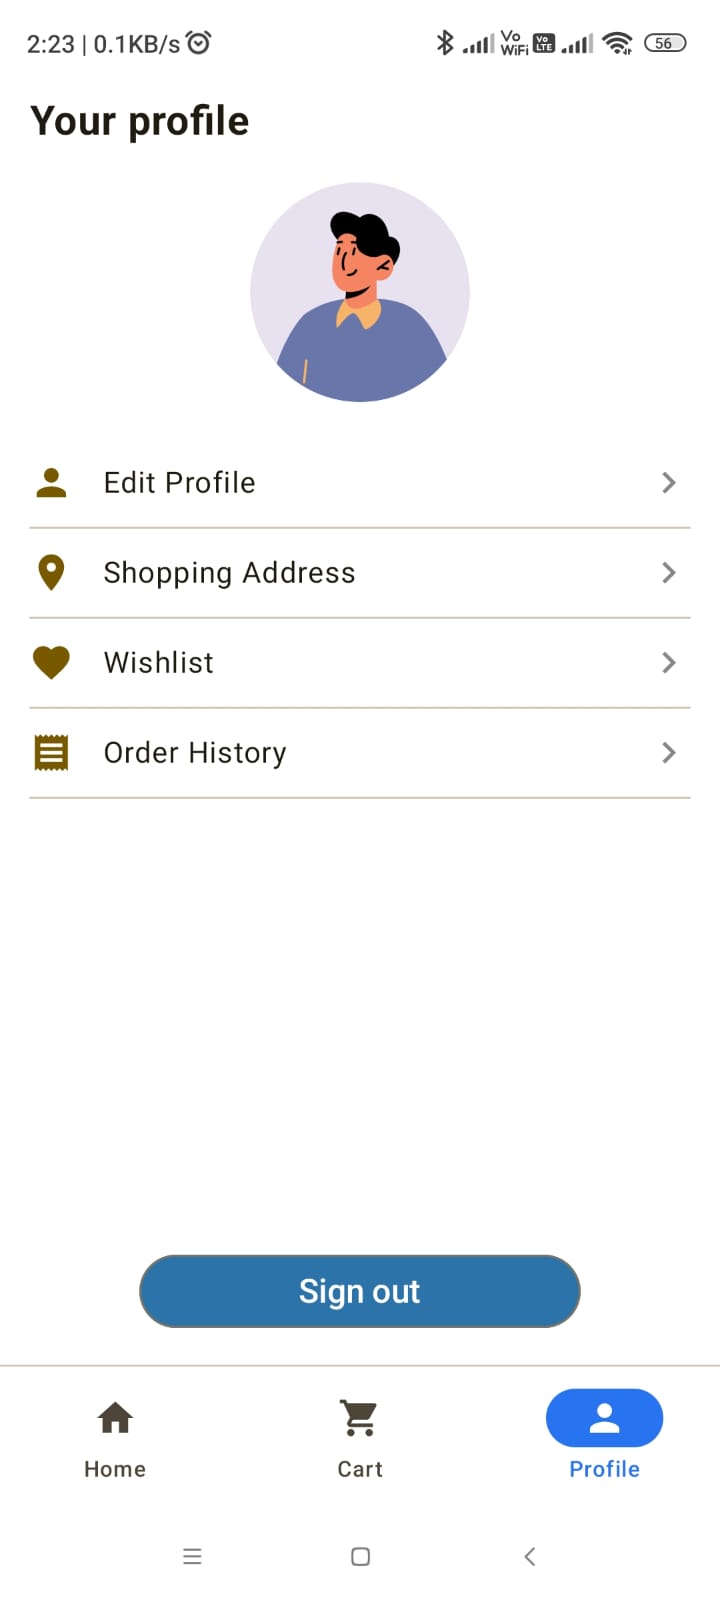 2:23 | 0.1KB/s Vo WiFi Vo LTE 56
Your profile
Edit Profile
Shopping Address
Wishlist
Order History
Sign out
Home Cart Profile